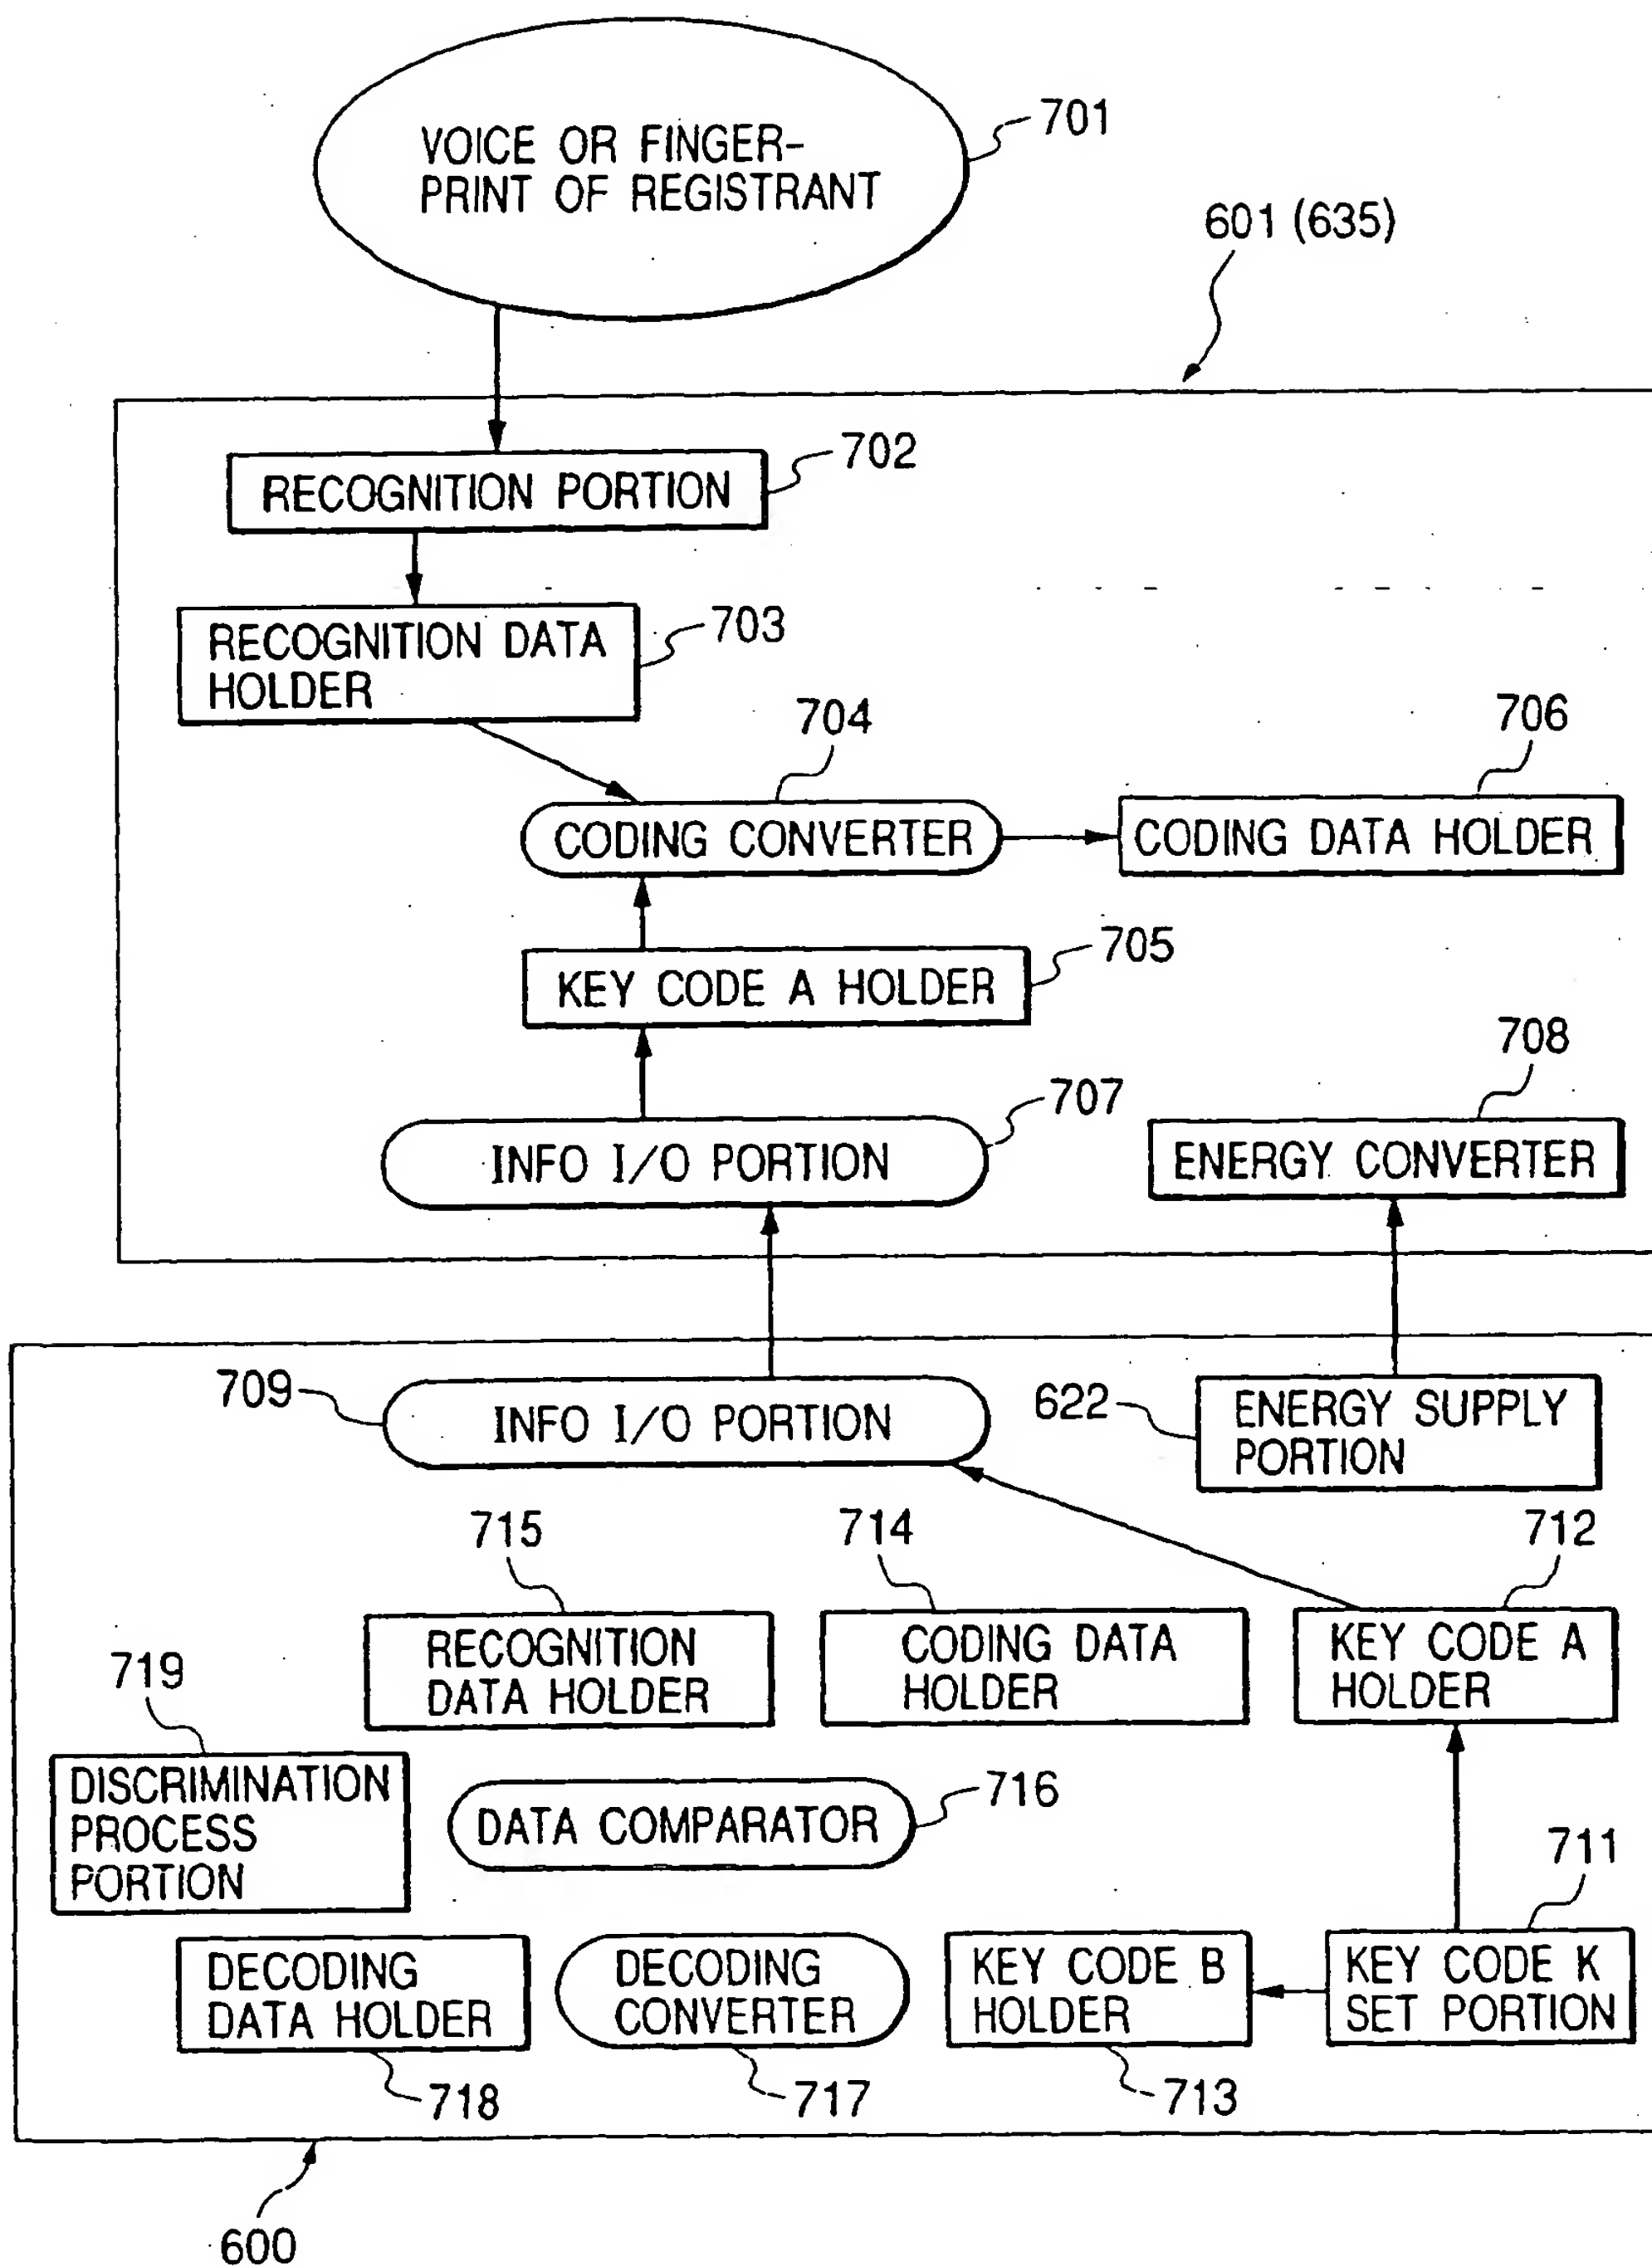 VOICE OR FINGER-
PRINT OF REGISTRANT
701
601 (635)
RECOGNITION PORTION
702
RECOGNITION DATA
HOLDER
703
704
706
CODING CONVERTER
CODING DATA HOLDER
705
KEY CODE A HOLDER
708
707
INFO I/O PORTION
ENERGY CONVERTER
709
INFO I/O PORTION
622
ENERGY SUPPLY
PORTION
715
714
712
RECOGNITION
DATA HOLDER
CODING DATA
HOLDER
KEY CODE A
HOLDER
719
DISCRIMINATION
PROCESS
PORTION
DATA COMPARATOR
716
711
DECODING
DATA HOLDER
DECODING
CONVERTER
KEY CODE B
HOLDER
KEY CODE K
SET PORTION
718
717
713
600